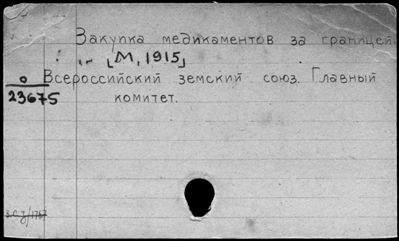 Закупка медикаментов за границей
: ,, [М, 1915]
о Всероссийский земский союз. Главный
23675 комитет.